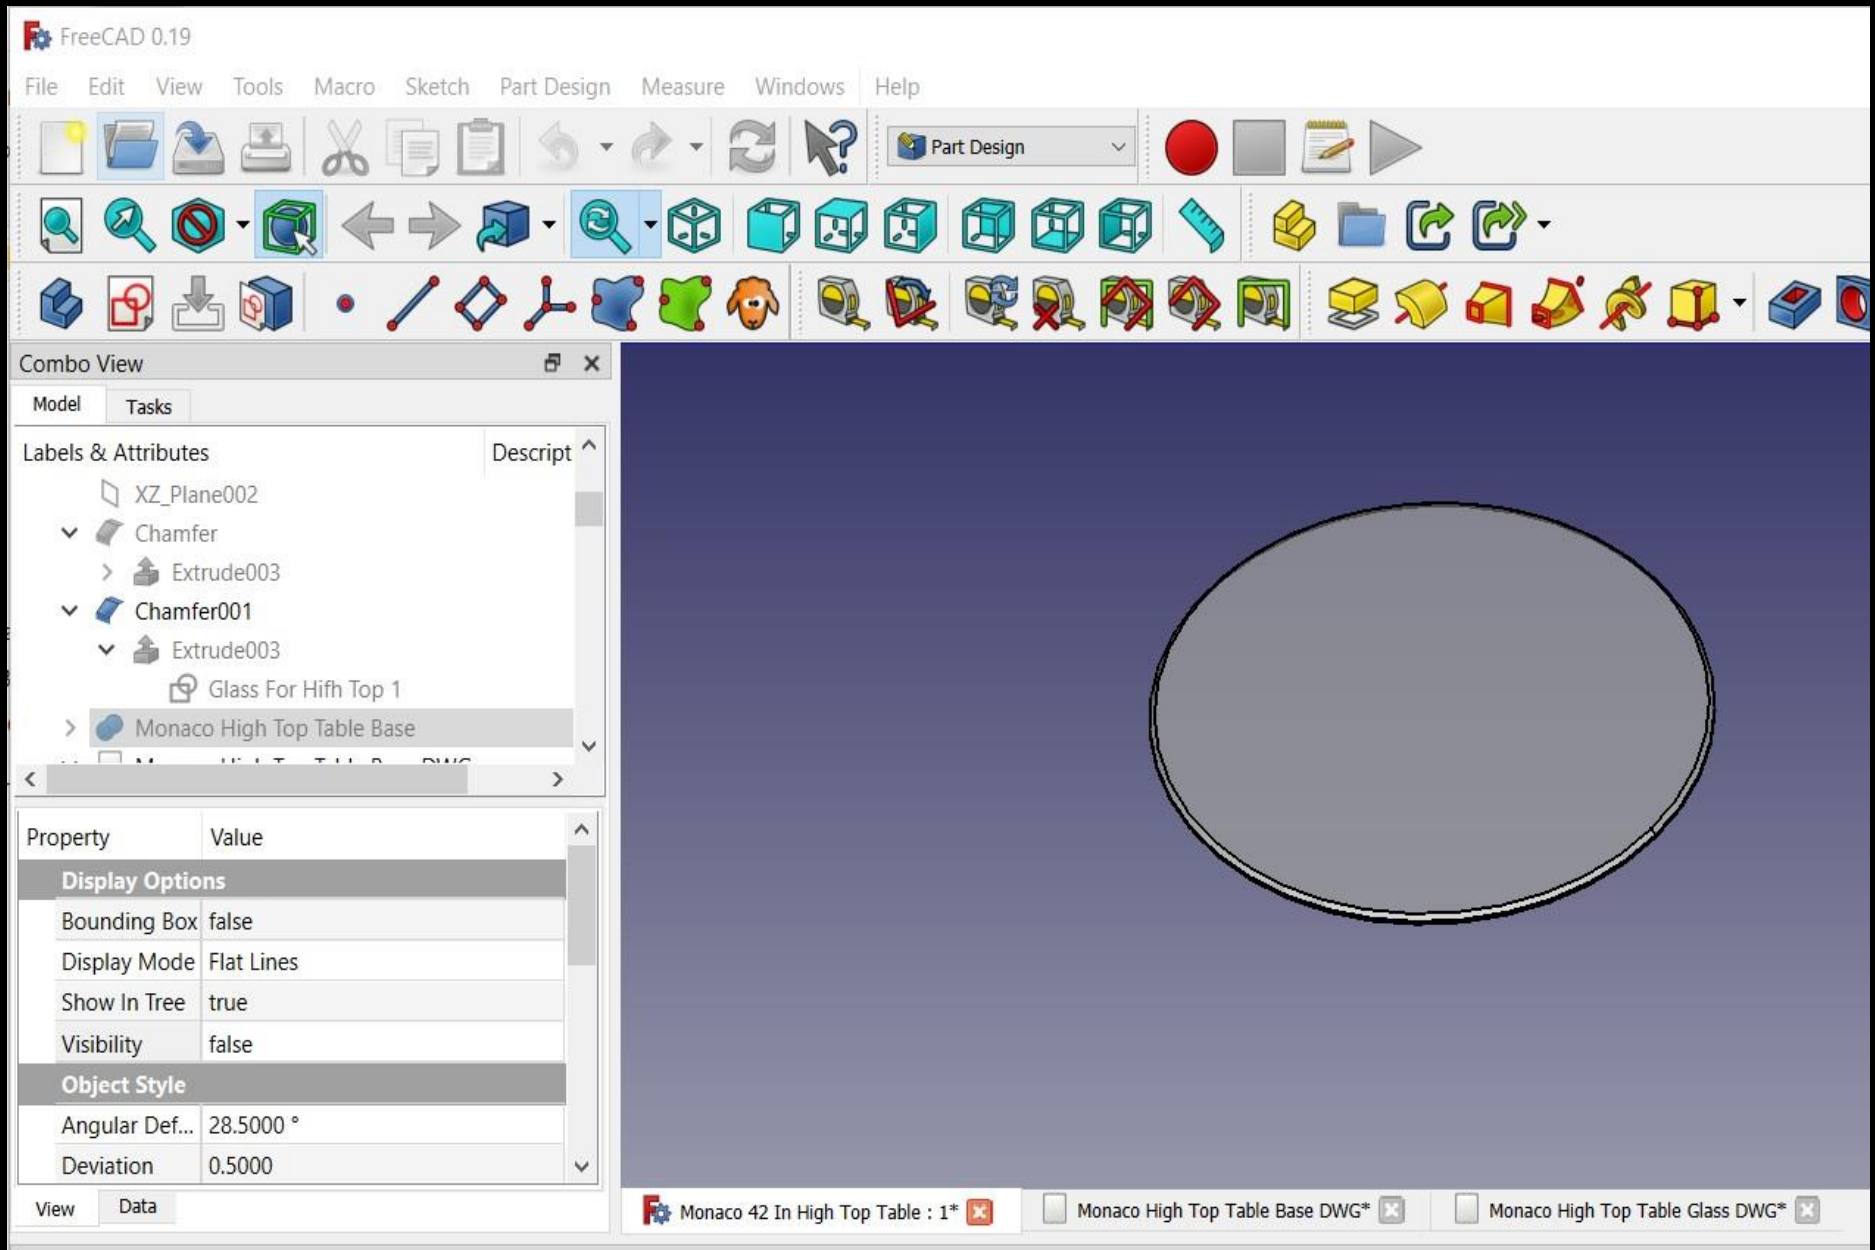 FreeCAD 0.19
File Edit View Tools Macro Sketch Part Design Measure Windows Help
Part Design
Combo View
Model Tasks
Labels & Attributes Descript
XZ_Plane002
Chamfer
Extrude003
Chamfer001
Extrude003
Glass For Hifh Top 1
Monaco High Top Table Base
Property Value
Display Options
Bounding Box false
Display Mode Flat Lines
Show In Tree true
Visibility false
Object Style
Angular Def... 28.5000 °
Deviation 0.5000
View Data
Monaco 42 In High Top Table : 1* Monaco High Top Table Base DWG* Monaco High Top Table Glass DWG*